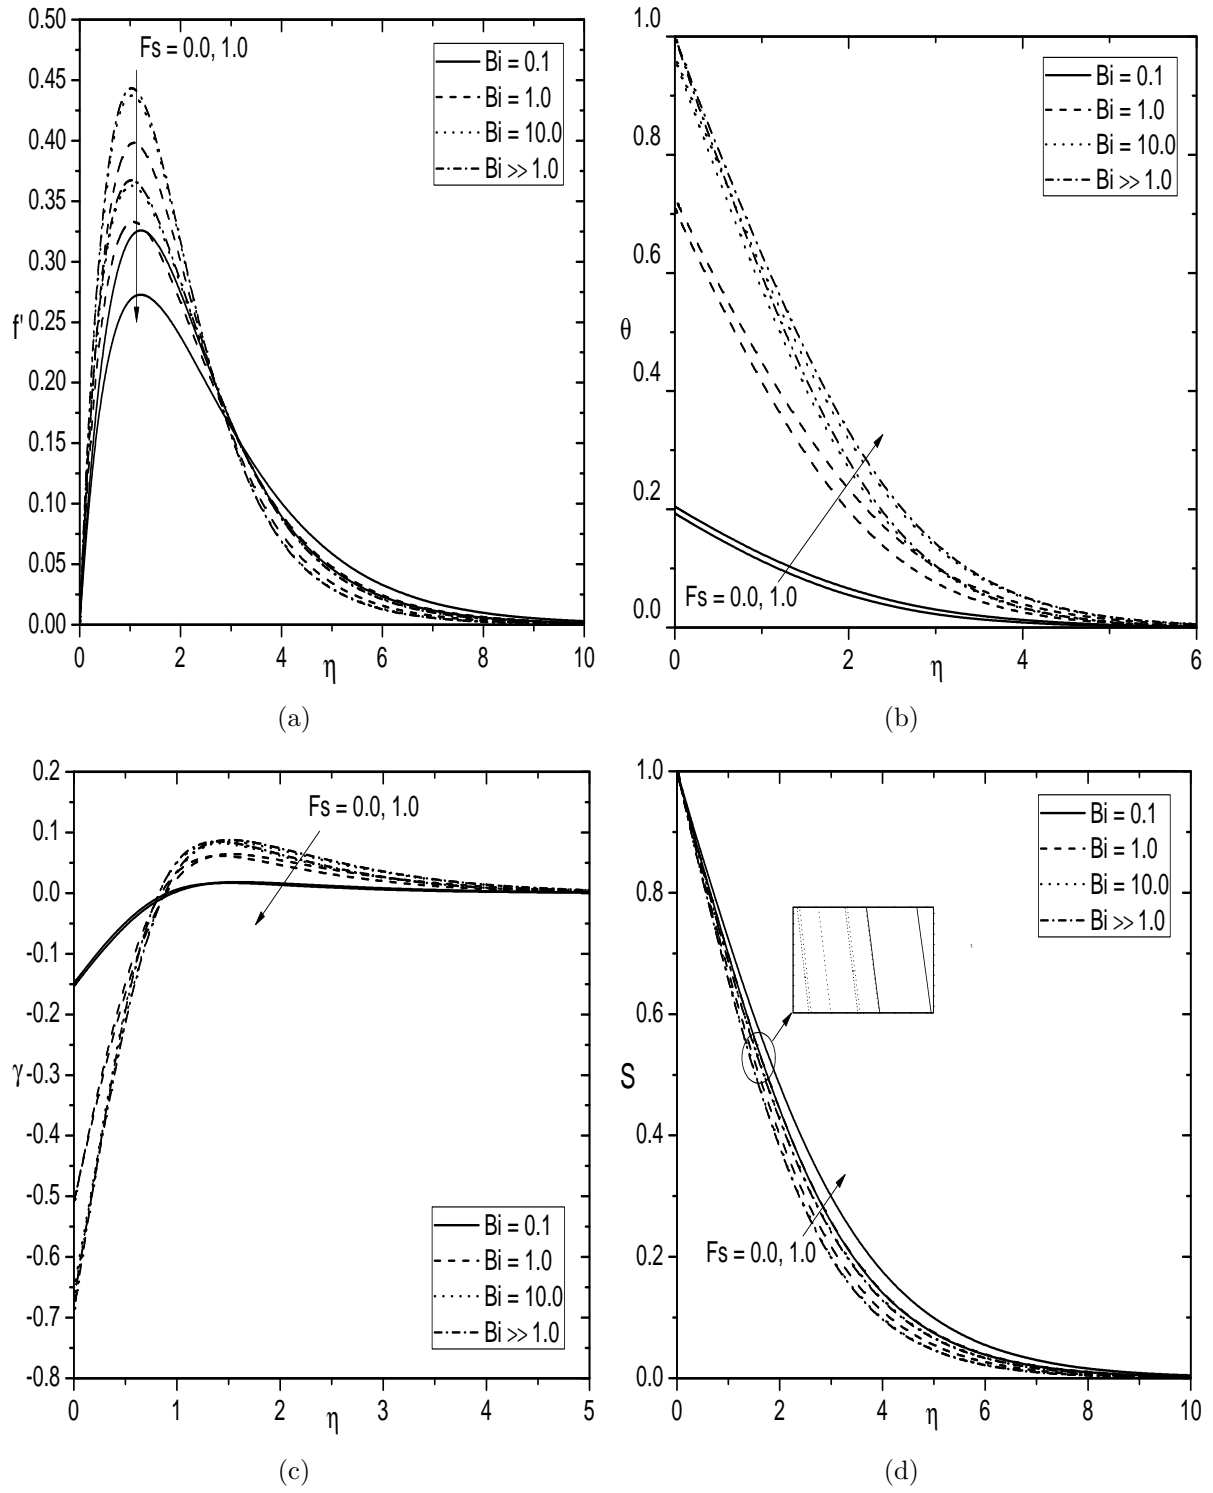 0.50
0.45
0.40
0.35
0.30
0.25
0.20
0.15
0.10
0.05
0.00
f'
Fs = 0.0, 1.0
Bi = 0.1
Bi = 1.0
Bi = 10.0
Bi >> 1.0
0 2 4 6 8 10
η
(a)
1.0
0.8
0.6
0.4
0.2
0.0
θ
Bi = 0.1
Bi = 1.0
Bi = 10.0
Bi >> 1.0
Fs = 0.0, 1.0
0 2 4 6
η
(b)
0.2
0.1
0.0
-0.1
-0.2
-0.3
-0.4
-0.5
-0.6
-0.7
-0.8
γ
Fs = 0.0, 1.0
Bi = 0.1
Bi = 1.0
Bi = 10.0
Bi >> 1.0
0 1 2 3 4 5
η
(c)
1.0
0.8
0.6
0.4
0.2
0.0
S
Bi = 0.1
Bi = 1.0
Bi = 10.0
Bi >> 1.0
Fs = 0.0, 1.0
0 2 4 6 8 10
η
(d)